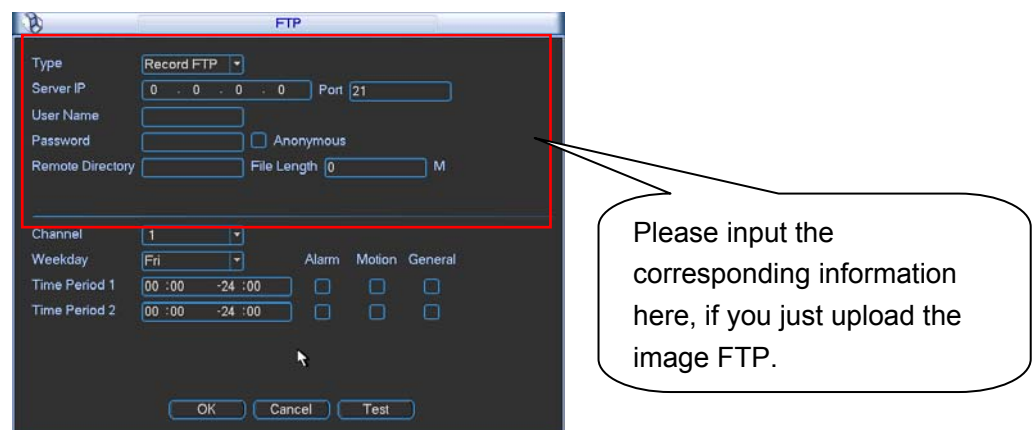 FTP
Type Record FTP
Server IP 0 . 0 . 0 . 0 Port 21
User Name
Password Anonymous
Remote Directory File Length 0 M
Channel 1
Weekday Fri Alarm Motion General
Time Period 1 00 :00 -24 :00
Time Period 2 00 :00 -24 :00
OK Cancel Test
Please input the
corresponding information
here, if you just upload the
image FTP.